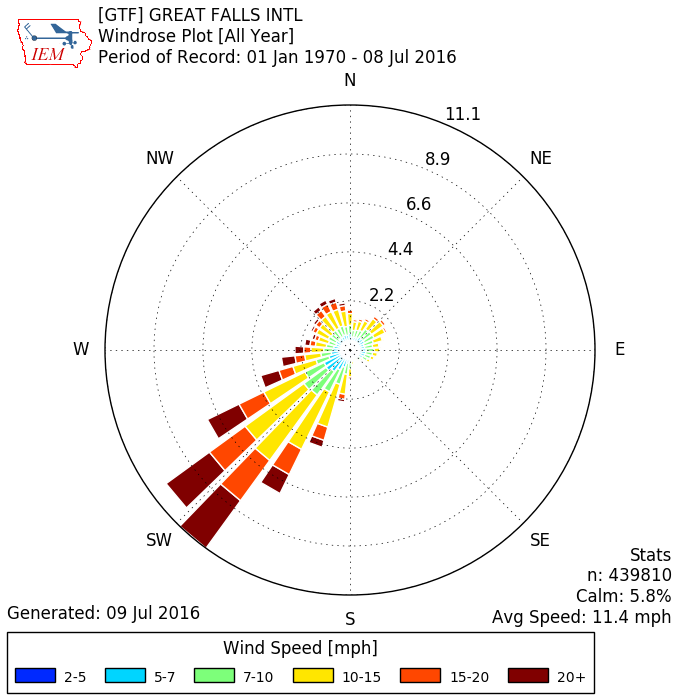 IEM
[GTF] GREAT FALLS INTL
Windrose Plot [All Year]
Period of Record: 01 Jan 1970 - 08 Jul 2016
N
11.1
NW
8.9
NE
6.6
4.4
2.2
W
E
SW
SE
Stats
n: 439810
Calm: 5.8%
Generated: 09 Jul 2016
S
Avg Speed: 11.4 mph
Wind Speed [mph]
2-5 5-7 7-10 10-15 15-20 20+